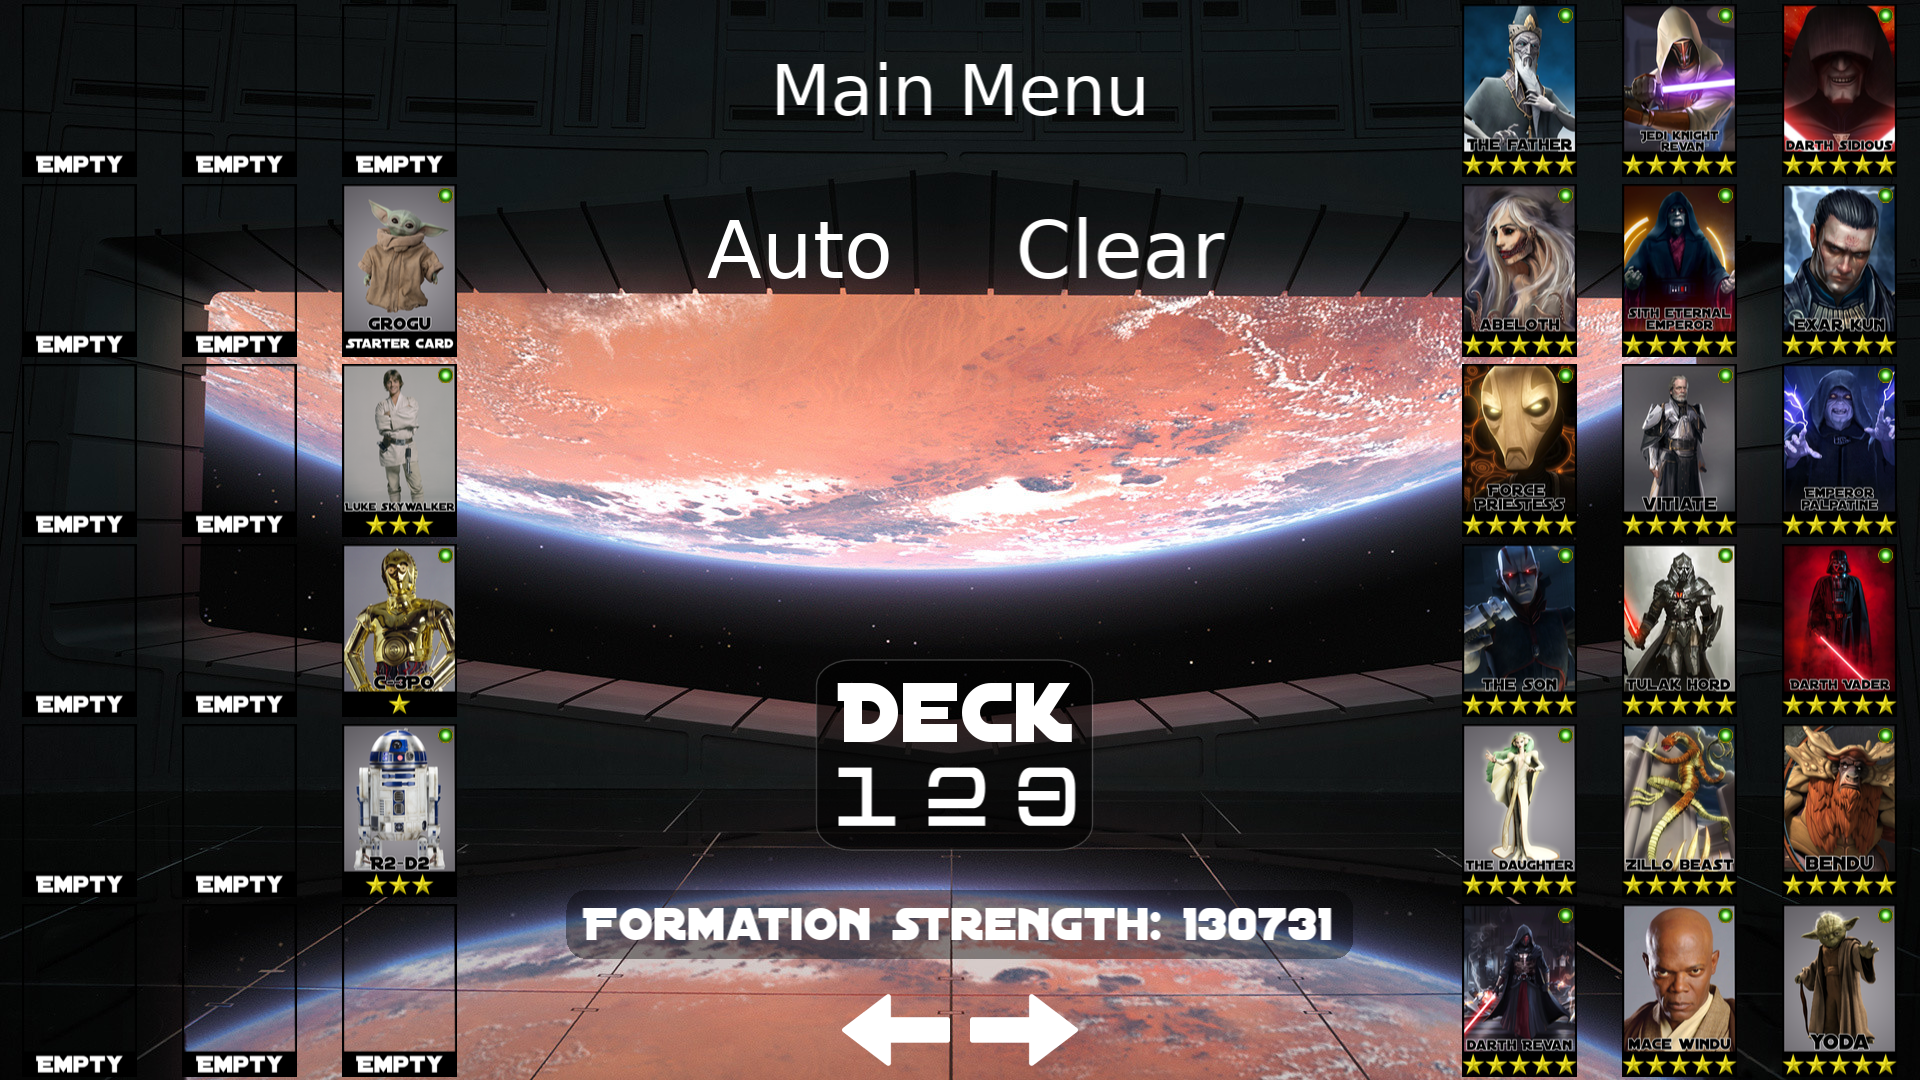 Main Menu
Auto Clear
EMPTY EMPTY EMPTY
EMPTY EMPTY GROGU
STARTER CARD
EMPTY EMPTY LUKE SKYWALKER
EMPTY EMPTY C-3PO
EMPTY EMPTY R2-D2
EMPTY EMPTY EMPTY
DECK
1 2 3
FORMATION STRENGTH: 130731
THE FATHER
JEDI KNIGHT
REVAN
DARTH SIDIOUS
ABELOTH
SITH ETERNAL
EMPEROR
EXAR KUN
FORCE
PRIESTESS
VITIATE
EMPEROR
PALPATINE
THE SON
TULAK HORD
DARTH VADER
THE DAUGHTER
ZILLO BEAST
BENDU
DARTH REVAN
MACE WINDU
YODA